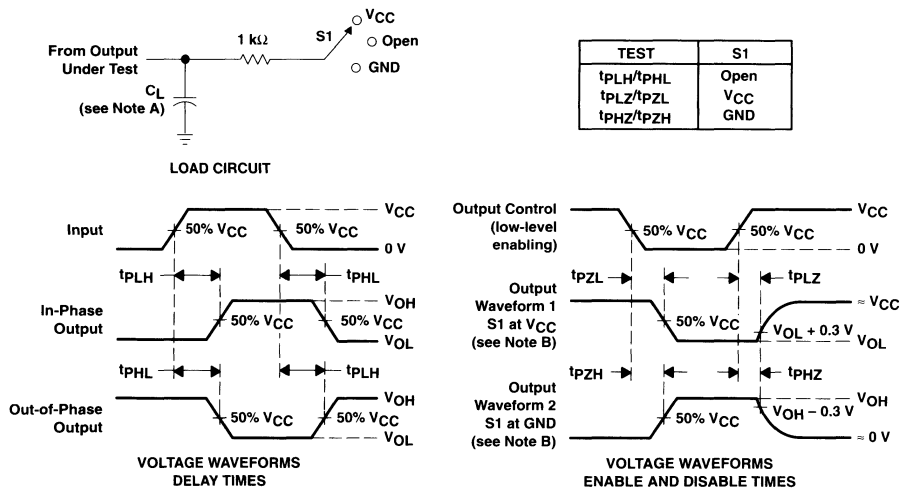 VCC
1 kΩ
S1
Open
From Output
Under Test
GND
CL
(see Note A)
LOAD CIRCUIT
TEST S1
tPLH/tPHL Open
tPLZ/tPZL VCC
tPHZ/tPZH GND
Input
50% VCC
50% VCC
VCC
0 V
tPLH
tPHL
In-Phase
Output
50% VCC
50% VCC
VOH
VOL
tPHL
tPLH
Out-of-Phase
Output
50% VCC
50% VCC
VOH
VOL
VOLTAGE WAVEFORMS
DELAY TIMES
Output Control
(low-level
enabling)
50% VCC
50% VCC
VCC
0 V
tPZL
tPLZ
Output
Waveform 1
S1 at VCC
(see Note B)
50% VCC
≈ VCC
VOL + 0.3 V
VOL
tPZH
tPHZ
Output
Waveform 2
S1 at GND
(see Note B)
50% VCC
VOH
VOH – 0.3 V
≈ 0 V
VOLTAGE WAVEFORMS
ENABLE AND DISABLE TIMES